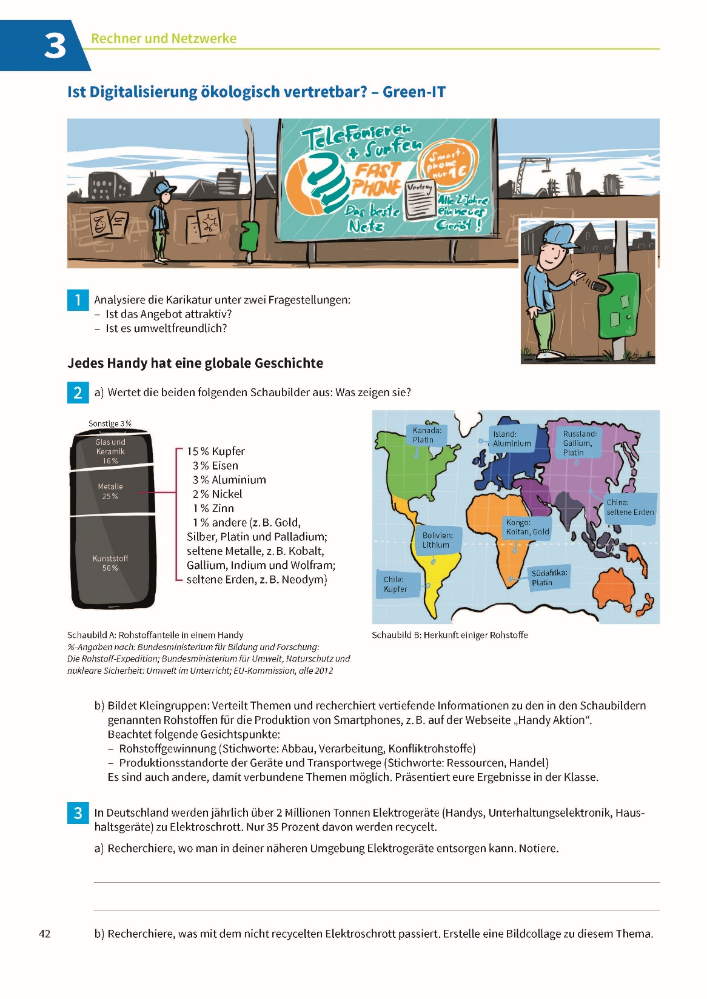 3
Rechner und Netzwerke
Ist Digitalisierung ökologisch vertretbar? – Green-IT
Telefonieren
+ Surfen
FAST
PHONE
Smart-
phone
nur 1€
Vertrag
Das beste
Netz
Alle 2 Jahre
ein neues
Gerät!
1 Analysiere die Karikatur unter zwei Fragestellungen:
– Ist das Angebot attraktiv?
– Ist es umweltfreundlich?
Jedes Handy hat eine globale Geschichte
2 a) Wertet die beiden folgenden Schaubilder aus: Was zeigen sie?
Sonstige 3 %
Glas und
Keramik
16 %
Metalle
25 %
Kunststoff
56 %
15 % Kupfer
3 % Eisen
3 % Aluminium
2 % Nickel
1 % Zinn
1 % andere (z. B. Gold,
Silber, Platin und Palladium;
seltene Metalle, z. B. Kobalt,
Gallium, Indium und Wolfram;
seltene Erden, z. B. Neodym)
Kanada:
Platin
Island:
Aluminium
Russland:
Gallium,
Platin
China:
seltene Erden
Kongo:
Koltan, Gold
Bolivien:
Lithium
Südafrika:
Platin
Chile:
Kupfer
Schaubild A: Rohstoffanteile in einem Handy
%-Angaben nach: Bundesministerium für Bildung und Forschung:
Die Rohstoff-Expedition; Bundesministerium für Umwelt, Naturschutz und
nukleare Sicherheit: Umwelt im Unterricht; EU-Kommission, alle 2012
Schaubild B: Herkunft einiger Rohstoffe
b) Bildet Kleingruppen: Verteilt Themen und recherchiert vertiefende Informationen zu den in den Schaubildern
genannten Rohstoffen für die Produktion von Smartphones, z. B. auf der Webseite „Handy Aktion“.
Beachtet folgende Gesichtspunkte:
– Rohstoffgewinnung (Stichworte: Abbau, Verarbeitung, Konfliktrohstoffe)
– Produktionsstandorte der Geräte und Transportwege (Stichworte: Ressourcen, Handel)
Es sind auch andere, damit verbundene Themen möglich. Präsentiert eure Ergebnisse in der Klasse.
3 In Deutschland werden jährlich über 2 Millionen Tonnen Elektrogeräte (Handys, Unterhaltungselektronik, Haus-
haltsgeräte) zu Elektroschrott. Nur 35 Prozent davon werden recycelt.
a) Recherchiere, wo man in deiner näheren Umgebung Elektrogeräte entsorgen kann. Notiere.
b) Recherchiere, was mit dem nicht recycelten Elektroschrott passiert. Erstelle eine Bildcollage zu diesem Thema.
42